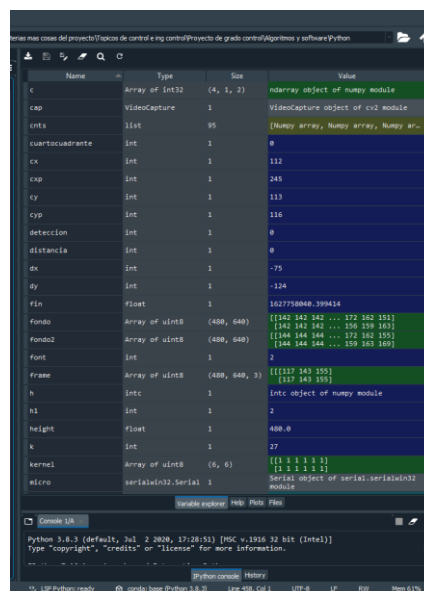 terias mas cosas del proyecto\Topicos de control e ing control\Proyecto de grado control\Algoritmos y software\Python
Name Type Size Value
c Array of int32 (4, 1, 2) ndarray object of numpy module
cap VideoCapture 1 VideoCapture object of cv2 module
cnts list 95 [Numpy array, Numpy array, Numpy ar…
cuartocuadrante int 1 0
cx int 1 112
cxp int 1 245
cy int 1 113
cyp int 1 116
deteccion int 1 0
distancia int 1 0
dx int 1 -75
dy int 1 -124
fin float 1 1627758040.399414
fondo Array of uint8 (480, 640) [[142 142 142 ... 172 162 151]
[142 142 142 ... 156 159 163]
fondo2 Array of uint8 (480, 640) [[144 144 144 ... 172 162 155]
[144 144 144 ... 159 163 169]
font int 1 2
frame Array of uint8 (480, 640, 3) [[[117 143 155]
[117 143 155]
h intc 1 intc object of numpy module
h1 int 1 2
height float 1 480.0
k int 1 27
kernel Array of uint8 (6, 6) [[1 1 1 1 1 1]
[1 1 1 1 1 1]
micro serialwin32.Serial 1 Serial object of serial.serialwin32
module
Variable explorer Help Plots Files
Console 1/A
Python 3.8.3 (default, Jul 2 2020, 17:28:51) [MSC v.1916
32 bit (Intel)]
Type "copyright", "credits" or "license" for more information.
IPython console History
LSP Python: ready conda: base (Python 3.8.3) Line 458, Col 1 UTF-8 LF RW Mem 61%